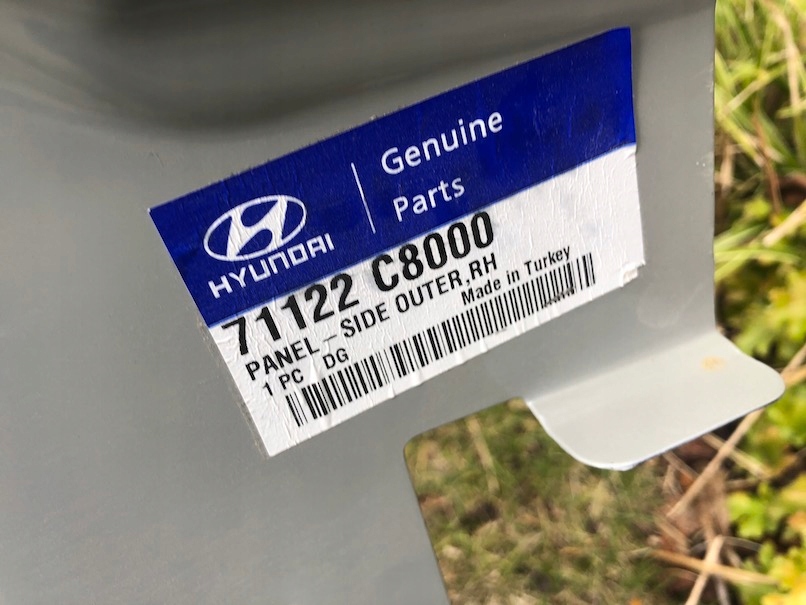 HYUNDAI
Genuine
Parts
71122 C8000
PANEL-SIDE OUTER,RH
Made in Turkey
1 PC DG